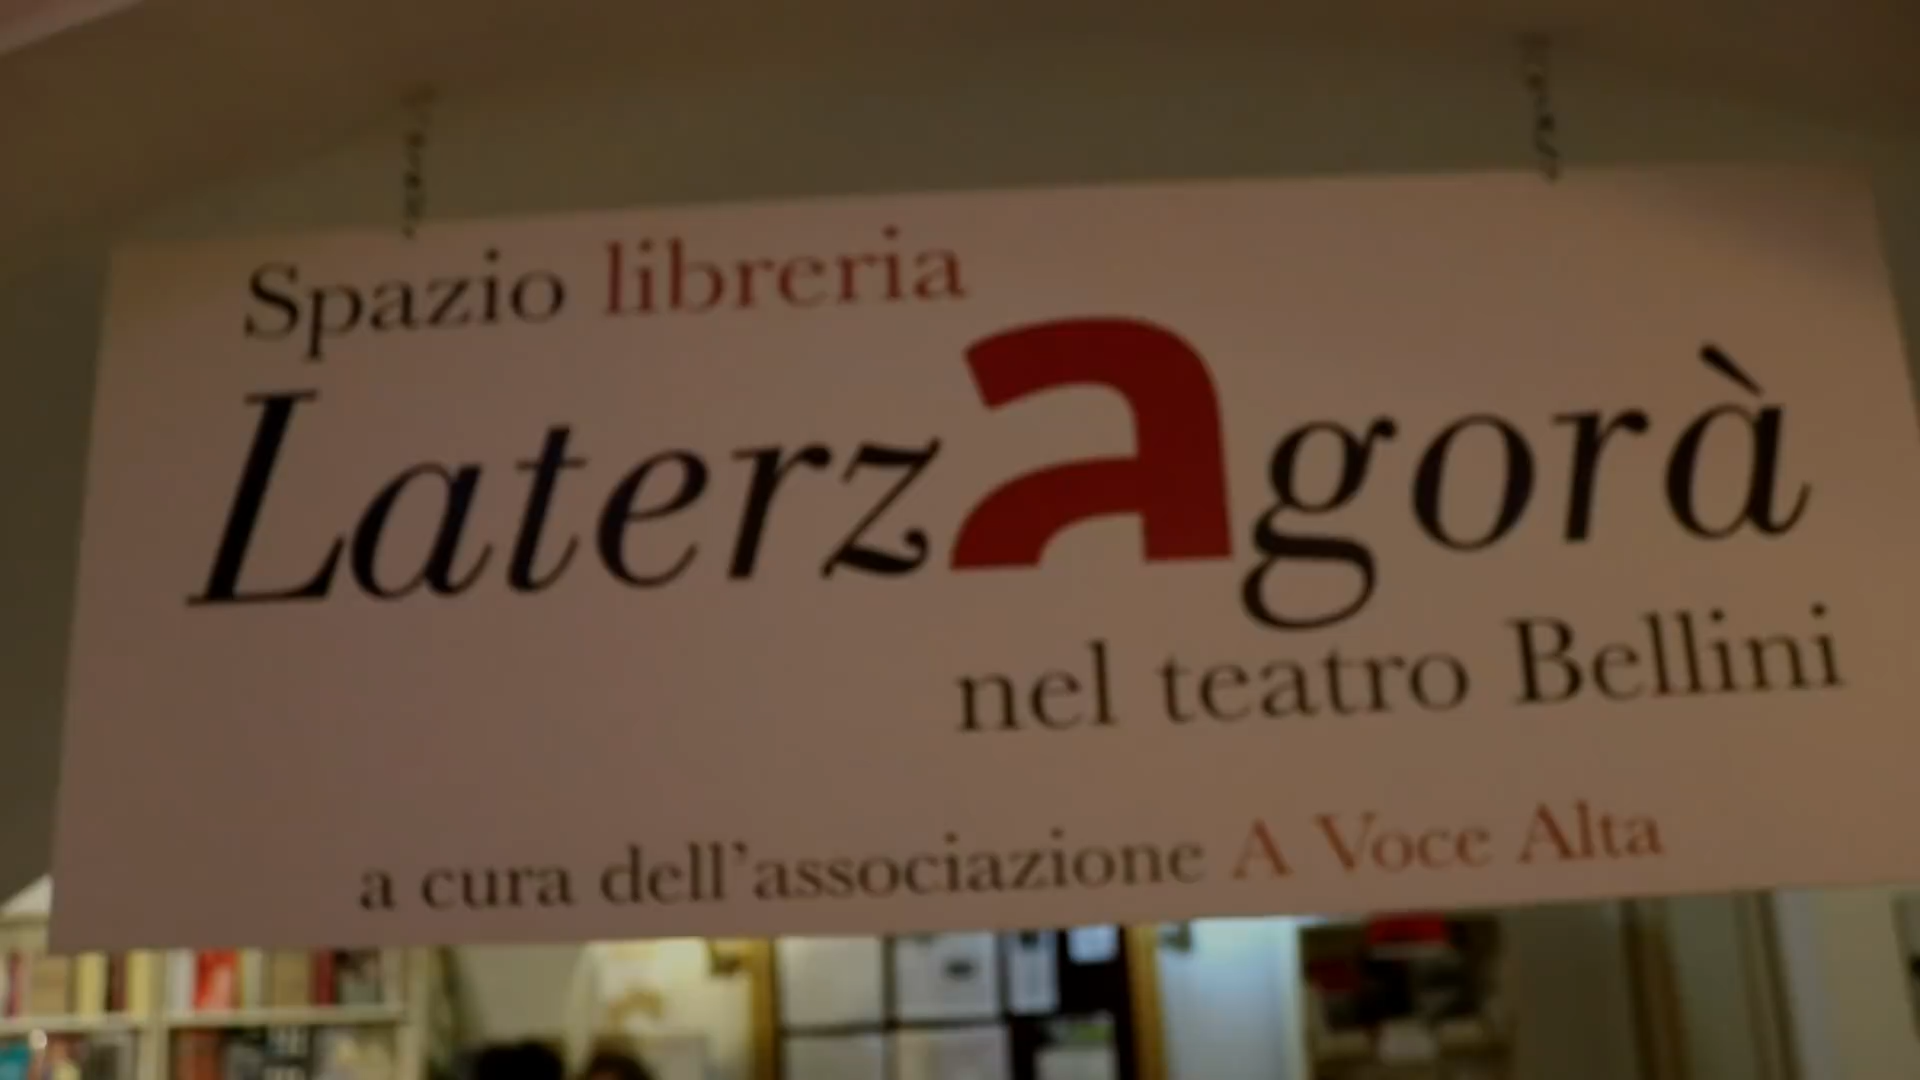 Spazio libreria
Laterzagorà
nel teatro Bellini
a cura dell'associazione A Voce Alta